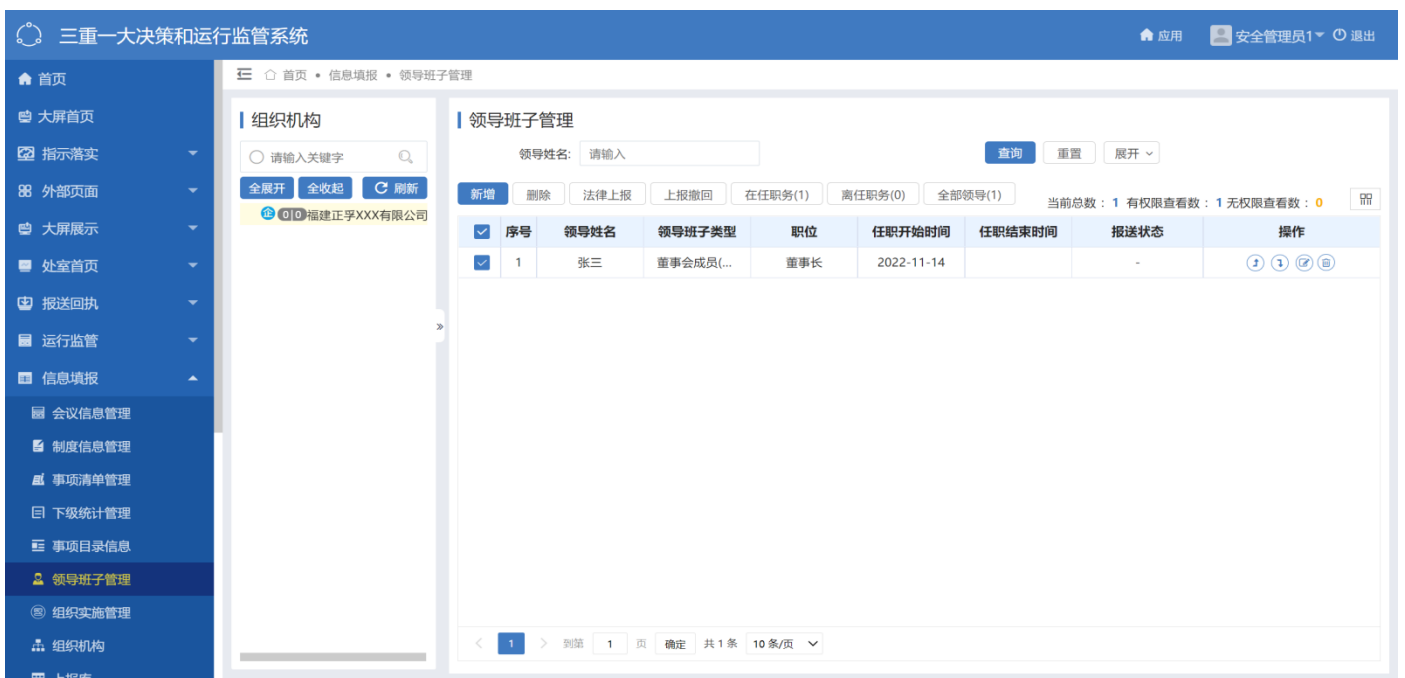 三重一大决策和运行监管系统
应用
安全管理员1
退出
首页
大屏首页
指示落实
外部页面
大屏展示
处室首页
报送回执
运行监管
信息填报
会议信息管理
制度信息管理
事项清单管理
下级统计管理
事项目录信息
领导班子管理
组织实施管理
组织机构
首页 • 信息填报 • 领导班子管理
组织机构
请输入关键字
全展开 全收起 刷新
企 0|0 福建正孚XXX有限公司
领导班子管理
领导姓名: 请输入 查询 重置 展开
新增 删除 法律上报 上报撤回 在任职务(1) 离任职务(0) 全部领导(1) 当前总数：1 有权限查看数：1 无权限查看数：0
序号 领导姓名 领导班子类型 职位 任职开始时间 任职结束时间 报送状态 操作
1 张三 董事会成员(... 董事长 2022-11-14 -
< 1 > 到第 1 页 确定 共 1 条 10 条/页